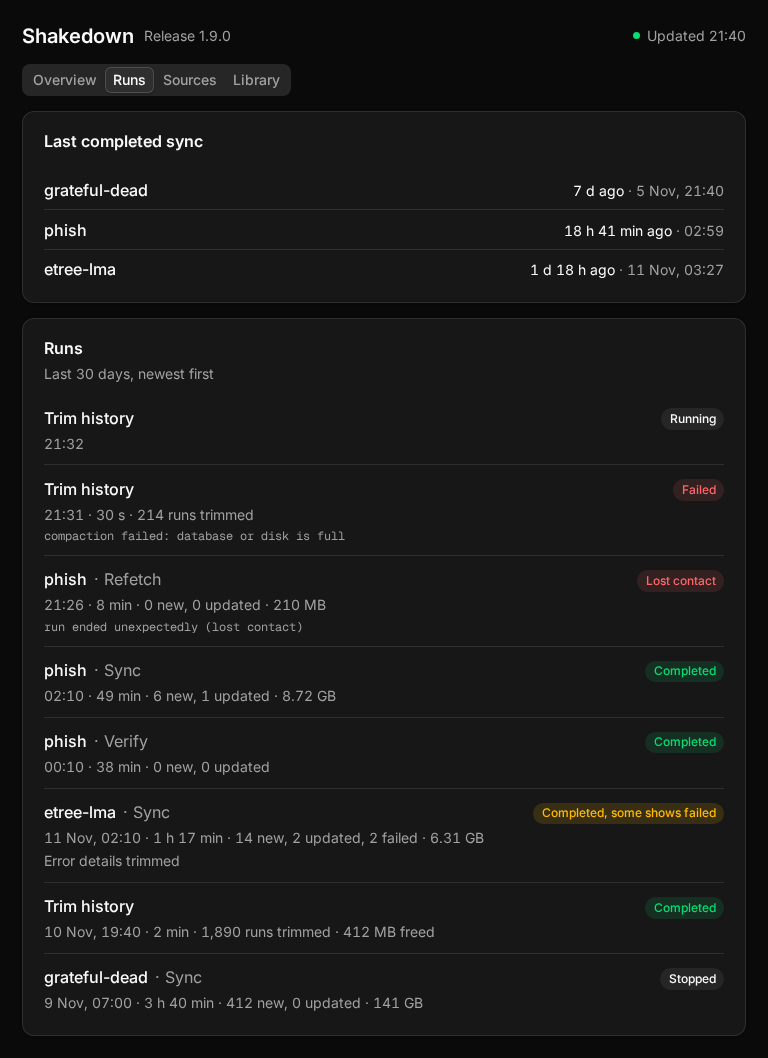 Shakedown Release 1.9.0 Updated 21:40
Overview Runs Sources Library
Last completed sync
grateful-dead 7 d ago · 5 Nov, 21:40
phish 18 h 41 min ago · 02:59
etree-lma 1 d 18 h ago · 11 Nov, 03:27
Runs
Last 30 days, newest first
Trim history Running
21:32
Trim history Failed
21:31 · 30 s · 214 runs trimmed
compaction failed: database or disk is full
phish · Refetch Lost contact
21:26 · 8 min · 0 new, 0 updated · 210 MB
run ended unexpectedly (lost contact)
phish · Sync Completed
02:10 · 49 min · 6 new, 1 updated · 8.72 GB
phish · Verify Completed
00:10 · 38 min · 0 new, 0 updated
etree-lma · Sync Completed, some shows failed
11 Nov, 02:10 · 1 h 17 min · 14 new, 2 updated, 2 failed · 6.31 GB
Error details trimmed
Trim history Completed
10 Nov, 19:40 · 2 min · 1,890 runs trimmed · 412 MB freed
grateful-dead · Sync Stopped
9 Nov, 07:00 · 3 h 40 min · 412 new, 0 updated · 141 GB